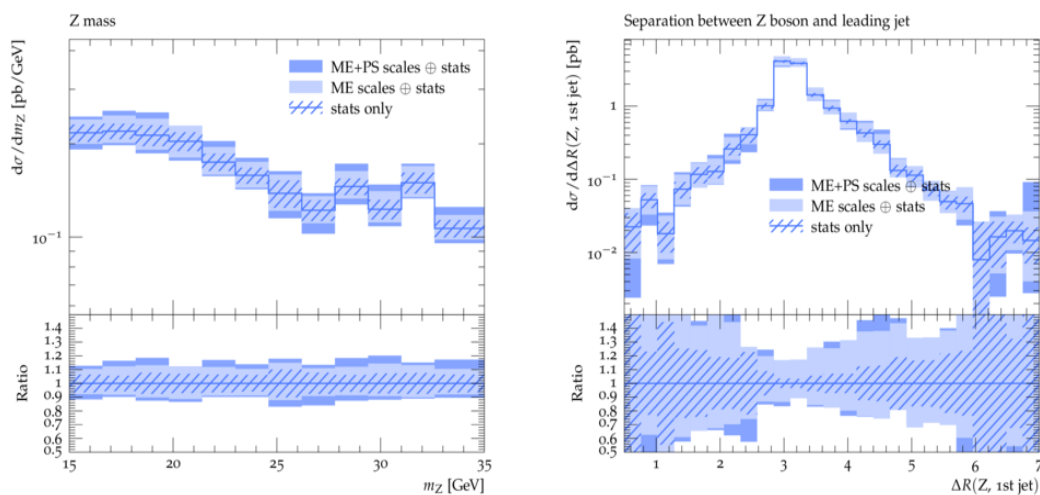 Z mass
dσ/dm_Z [pb/GeV]
ME+PS scales ⊕ stats
ME scales ⊕ stats
stats only
10⁻¹
Ratio
1.4
1.3
1.2
1.1
1
0.9
0.8
0.7
0.6
0.5
15 20 25 30 35
m_Z [GeV]
Separation between Z boson and leading jet
dσ/dΔR(Z, 1st jet) [pb]
1
10⁻¹
10⁻²
ME+PS scales ⊕ stats
ME scales ⊕ stats
stats only
Ratio
1.4
1.3
1.2
1.1
1
0.9
0.8
0.7
0.6
0.5
1 2 3 4 5 6 7
ΔR(Z, 1st jet)